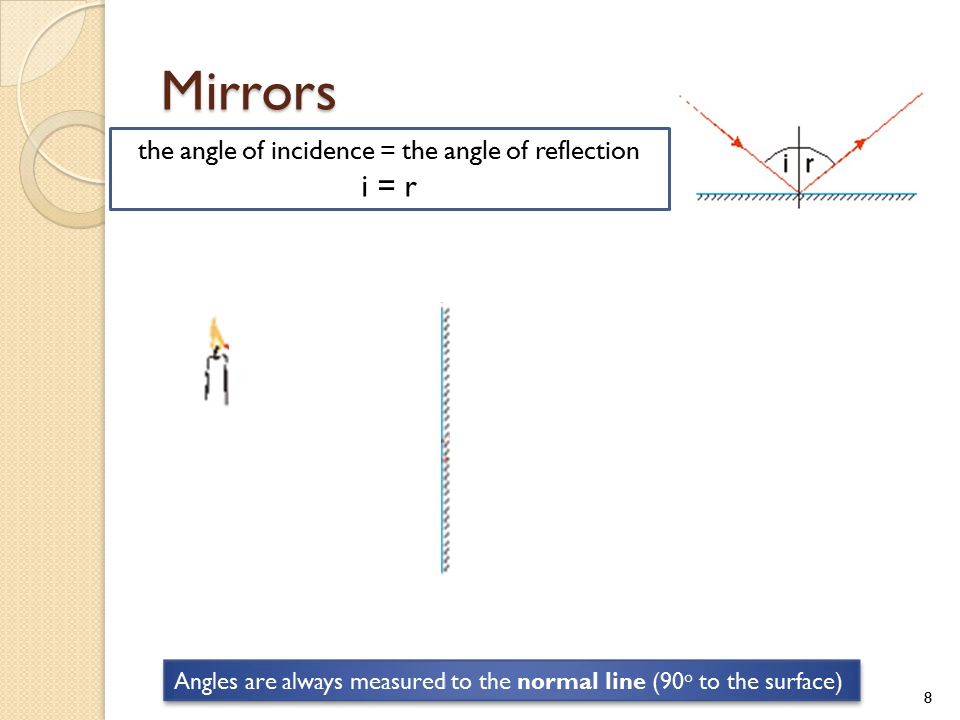 Mirrors
the angle of incidence = the angle of reflection
i = r
i r
Angles are always measured to the normal line (90º to the surface)
8